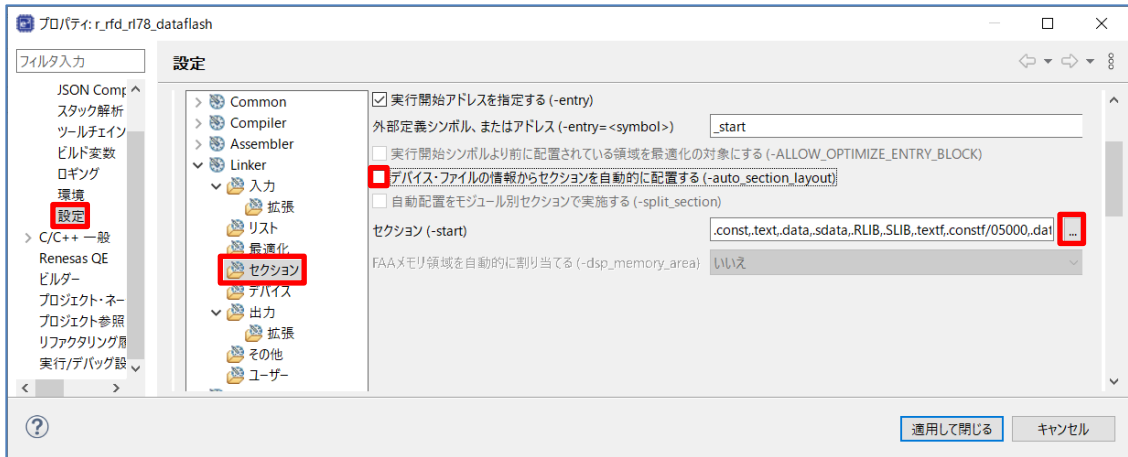 プロパティ: r_rfd_rl78_dataflash
フィルタ入力
設定
JSON Comp
スタック解析
ツールチェイン
ビルド変数
ロギング
環境
設定
C/C++ 一般
Renesas QE
ビルダー
プロジェクト・ネー
プロジェクト参照
リファクタリング履
実行/デバッグ設
Common
Compiler
Assembler
Linker
入力
拡張
リスト
最適化
セクション
デバイス
出力
拡張
その他
ユーザー
実行開始アドレスを指定する (-entry)
外部定義シンボル、またはアドレス (-entry=<symbol>) _start
実行開始シンボルより前に配置されている領域を最適化の対象にする (-ALLOW_OPTIMIZE_ENTRY_BLOCK)
デバイス・ファイルの情報からセクションを自動的に配置する (-auto_section_layout)
自動配置をモジュール別セクションで実施する (-split_section)
セクション (-start) .const,.text,.data,.sdata,.RLIB,.SLIB,.textf,.constf/05000,.dat ...
FAAメモリ領域を自動的に割り当てる (-dsp_memory_area) いいえ
適用して閉じる キャンセル